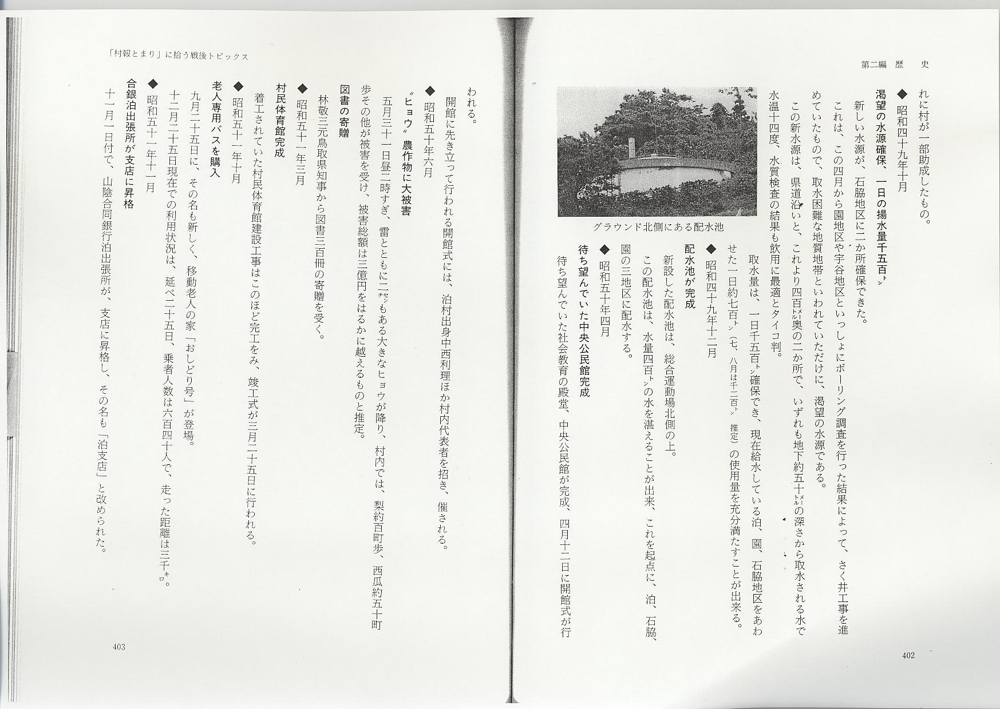 第二編　歴　史
れに村が一部助成したもの。
◆　昭和四十九年十月
渇望の水源確保、一日の揚水量千五百トン
新しい水源が、石脇地区に二か所確保できた。
これは、この四月から園地区や宇谷地区といっしょにボーリング調査を行った結果によって、さく井工事を進
めていたもので、取水困難な地質地帯といわれていただけに、渇望の水源である。
この新水源は、県道沿いと、これより四百メートル奥の二か所で、いずれも地下約五十メートルの深さから取水される水で
水温十四度、水質検査の結果も飲用に最適とタイコ判。
取水量は、一日千五百トン確保でき、現在給水している泊、園、石脇地区をあわ
せた一日約七百トン（七、八月は千二百トン　推定）の使用量を充分満たすことが出来る。
◆　昭和四十九年十二月
配水池が完成
新設した配水池は、総合運動場北側の上。
この配水池は、水量四百トンの水を湛えることが出来、これを起点に、泊、石脇、
園の三地区に配水する。
◆　昭和五十年四月
待ち望んでいた中央公民館完成
待ち望んでいた社会教育の殿堂、中央公民館が完成、四月十二日に開館式が行
グラウンド北側にある配水池
402
「村報とまり」に拾う戦後トピックス
われる。
開館に先き立って行われる開館式には、泊村出身中西利理ほか村内代表者を招き、催される。
◆　昭和五十年六月
〝ヒョウ〟農作物に大被害
五月三十一日昼二時すぎ、雷とともに二センチもある大きなヒョウが降り、村内では、梨約百町歩、西瓜約五十町
歩その他が被害を受け、被害総額は三億円をはるかに越えるものと推定。
図書の寄贈
林敬三元鳥取県知事から図書三百冊の寄贈を受く。
◆　昭和五十一年三月
村民体育館完成
着工されていた村民体育館建設工事はこのほど完工をみ、竣工式が三月二十五日に行われる。
◆　昭和五十一年十月
老人専用バスを購入
九月二十五日に、その名も新しく、移動老人の家「おしどり号」が登場。
十二月二十五日現在での利用状況は、延べ二十五日、乗者人数は六百四十人で、走った距離は三千キロ。
◆　昭和五十一年十一月
合銀泊出張所が支店に昇格
十一月一日付で、山陰合同銀行泊出張所が、支店に昇格し、その名も「泊支店」と改められた。
403